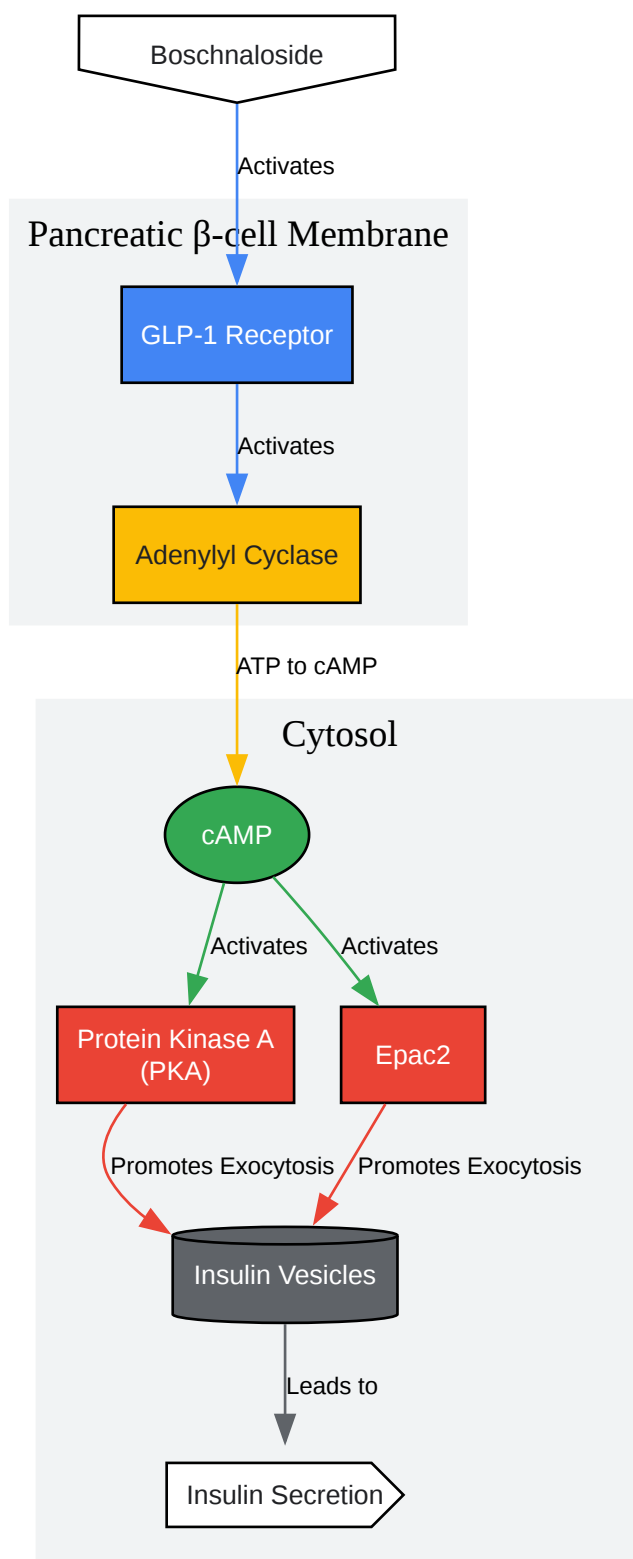 Boschnaloside
Activates
Pancreatic β-cell Membrane
GLP-1 Receptor
Activates
Adenylyl Cyclase
ATP to cAMP
Cytosol
cAMP
Activates
Activates
Protein Kinase A
(PKA)
Epac2
Promotes Exocytosis
Promotes Exocytosis
Insulin Vesicles
Leads to
Insulin Secretion